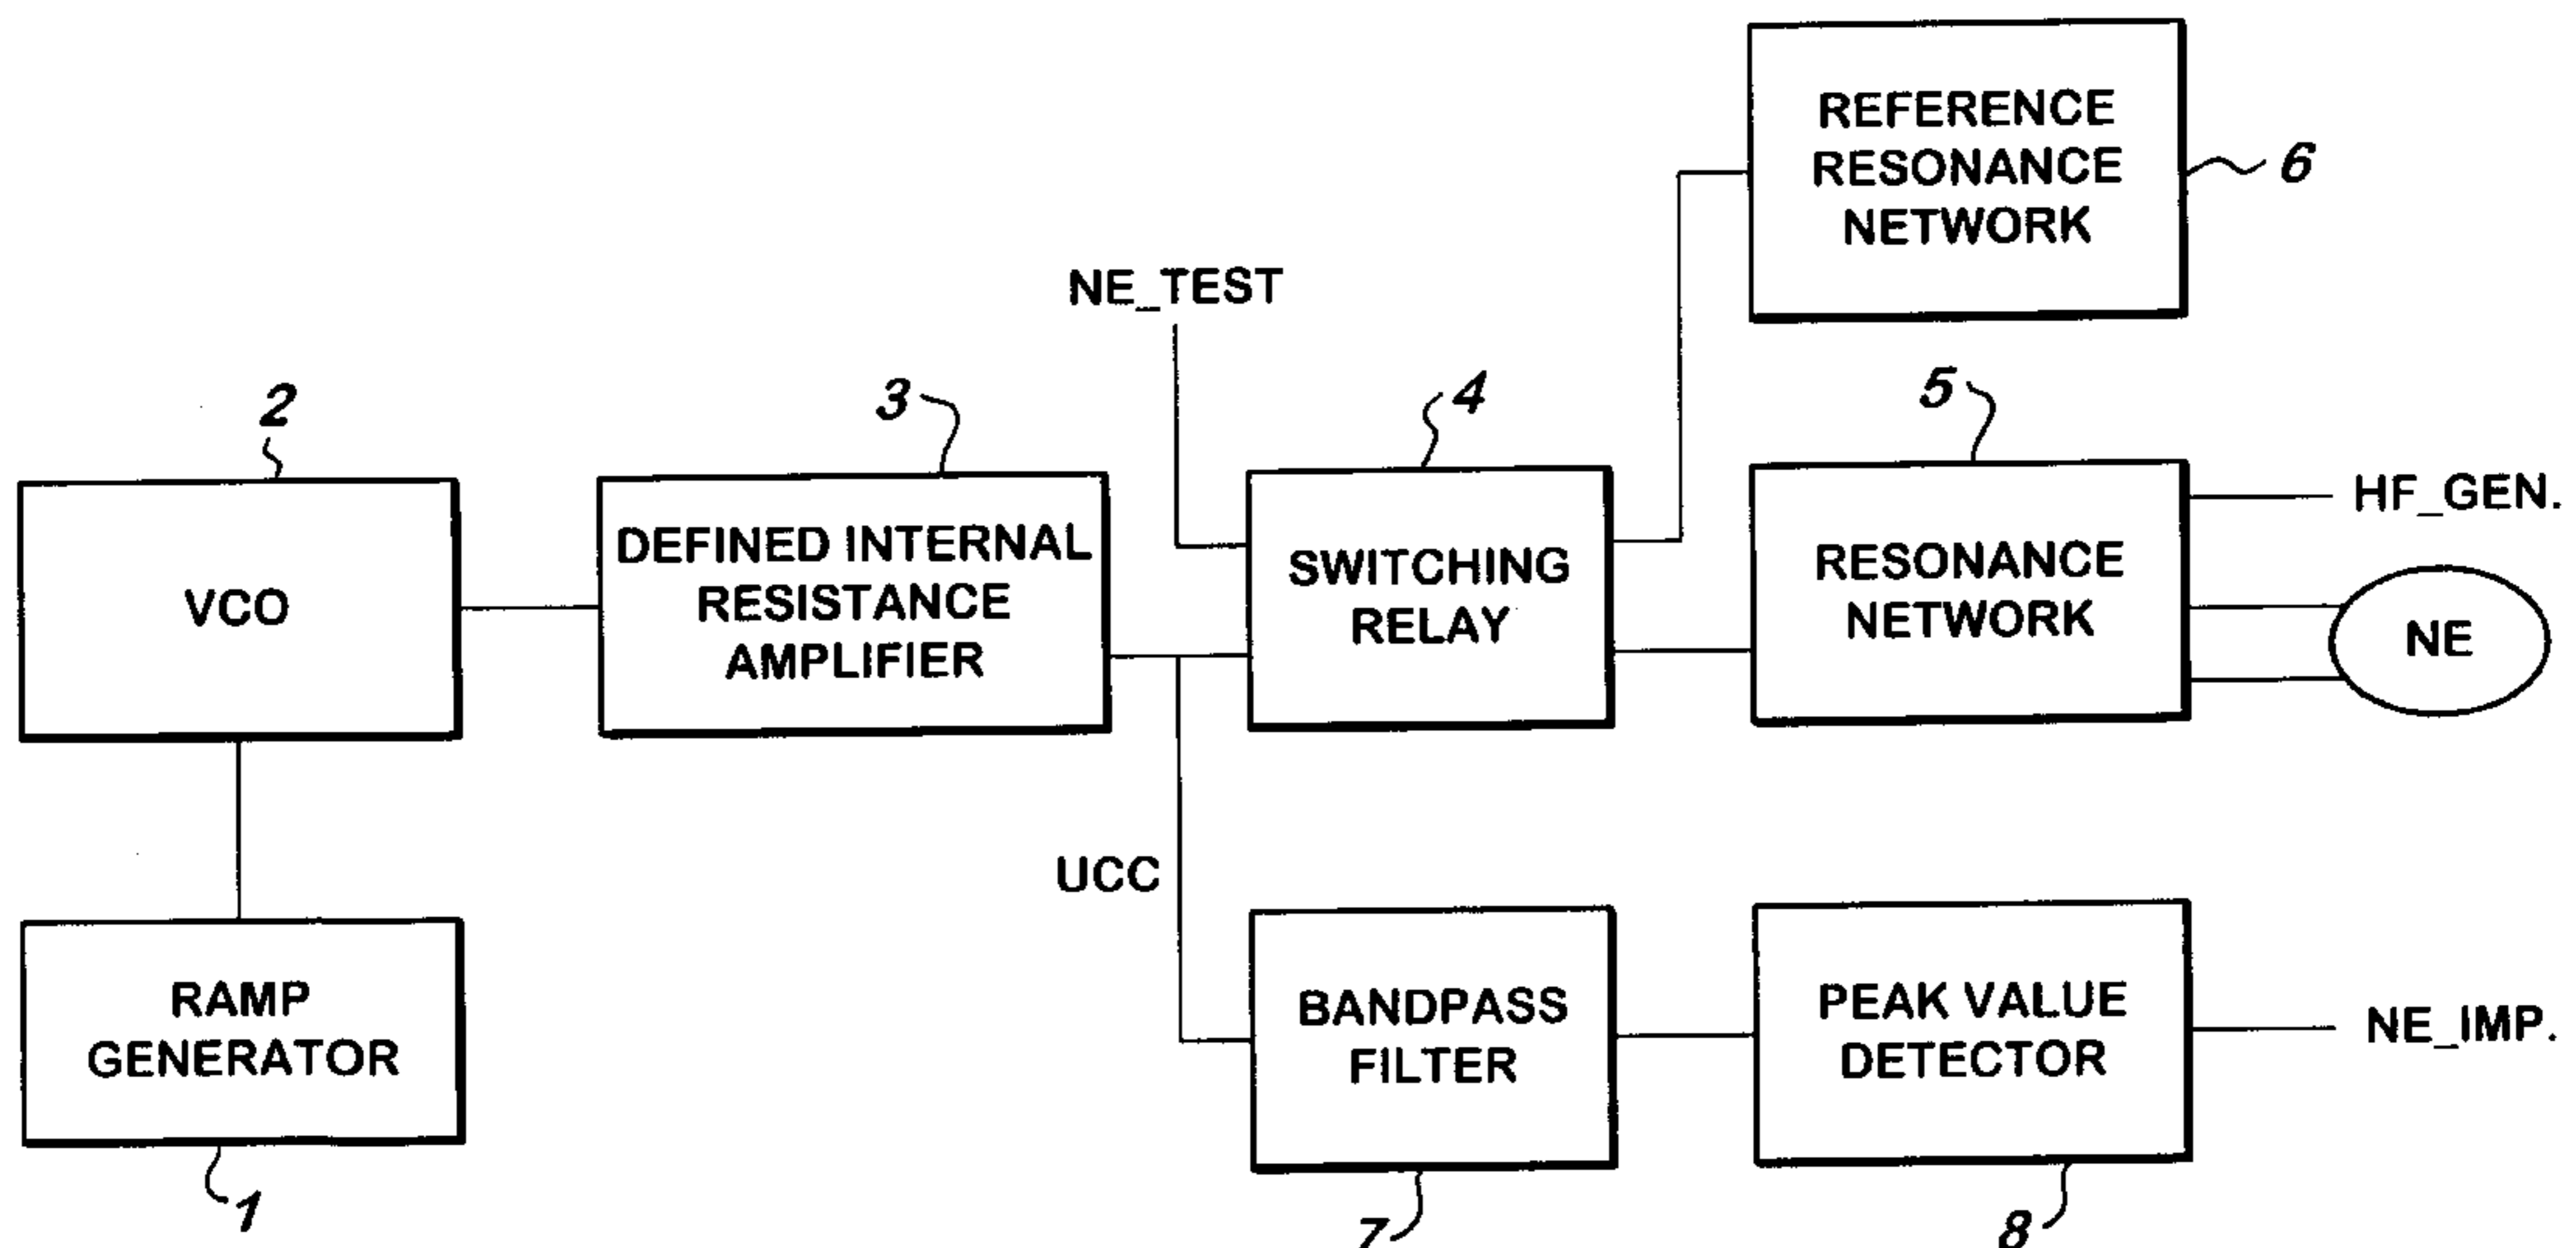 REFERENCE
RESONANCE
NETWORK
6
NE_TEST
2
3
4
5
VCO
DEFINED INTERNAL
RESISTANCE
AMPLIFIER
SWITCHING
RELAY
RESONANCE
NETWORK
HF_GEN.
NE
UCC
RAMP
GENERATOR
1
BANDPASS
FILTER
7
PEAK VALUE
DETECTOR
8
NE_IMP.